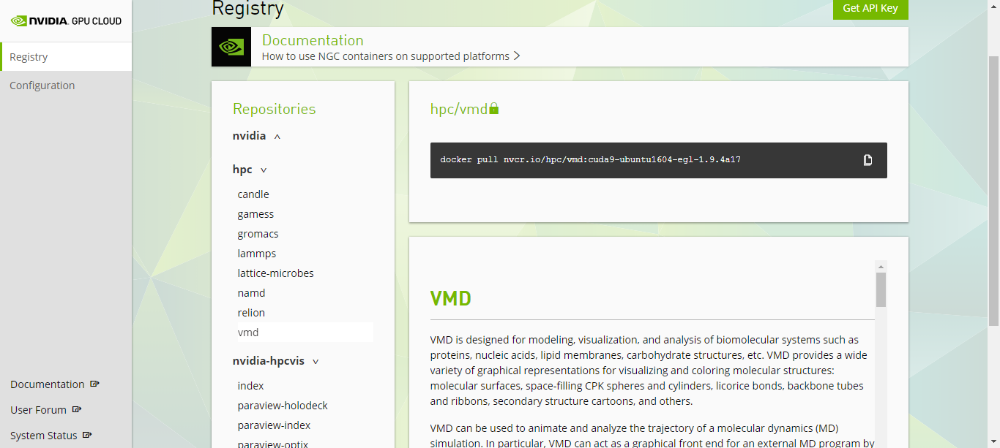 NVIDIA. GPU CLOUD
Registry
Configuration
Documentation
User Forum
System Status
Registry
Get API Key
Documentation
How to use NGC containers on supported platforms
Repositories
nvidia
hpc
candle
gamess
gromacs
lammps
lattice-microbes
namd
relion
vmd
nvidia-hpcvis
index
paraview-holodeck
paraview-index
paraview-optix
hpc/vmd
docker pull nvcr.io/hpc/vmd:cuda9-ubuntu1604-egl-1.9.4a17
VMD
VMD is designed for modeling, visualization, and analysis of biomolecular systems such as
proteins, nucleic acids, lipid membranes, carbohydrate structures, etc. VMD provides a wide
variety of graphical representations for visualizing and coloring molecular structures:
molecular surfaces, space-filling CPK spheres and cylinders, licorice bonds, backbone tubes
and ribbons, secondary structure cartoons, and others.
VMD can be used to animate and analyze the trajectory of a molecular dynamics (MD)
simulation. In particular, VMD can act as a graphical front end for an external MD program by